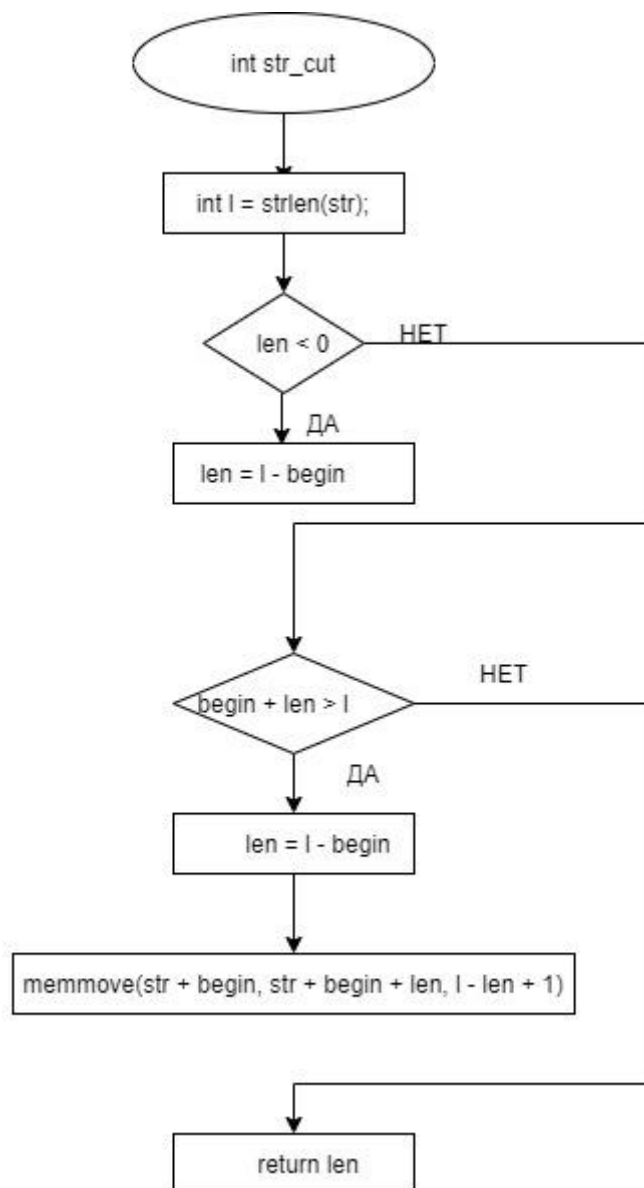 int str_cut
int l = strlen(str);
len < 0
НЕТ
ДА
len = l - begin
begin + len > l
НЕТ
ДА
len = l - begin
memmove(str + begin, str + begin + len, l - len + 1)
return len